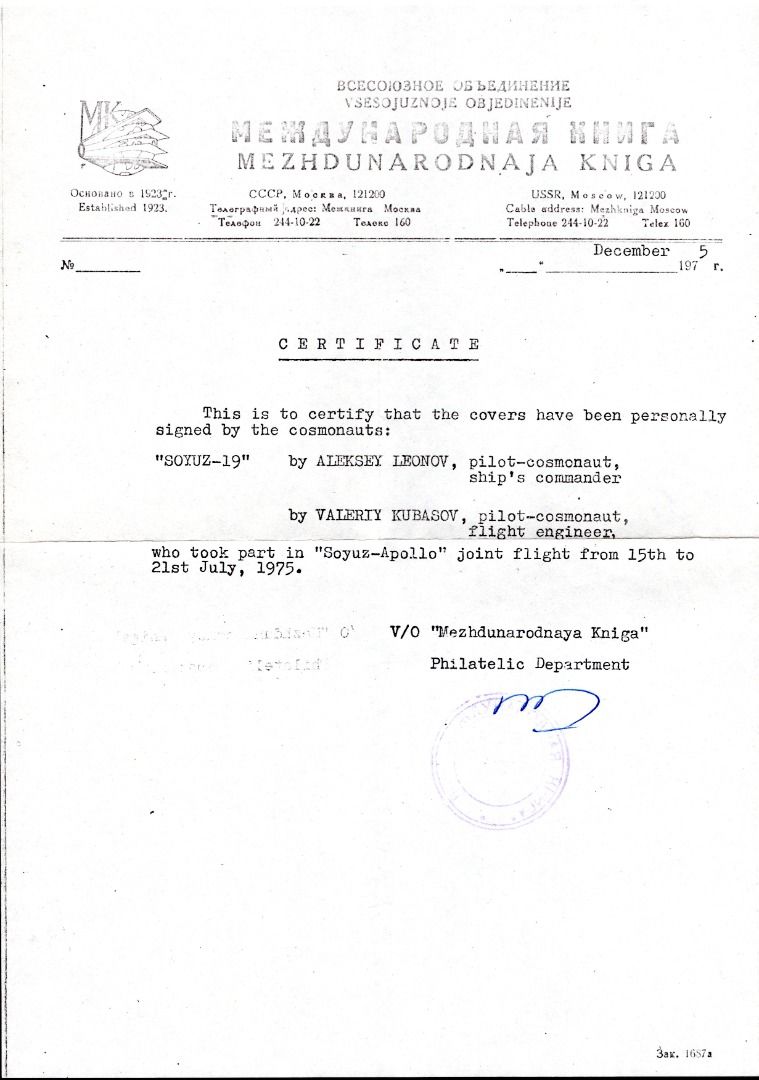 ВСЕСОЮЗНОЕ ОБЪЕДИНЕНИЕ
VSESOJUZNOJE OBJEDINENIJE
МЕЖДУНАРОДНАЯ КНИГА
MEZHDUNARODNAJA KNIGA
МК
Основано в 1923 г.
Established 1923.
СССР, Москва, 121200
Телеграфный адрес: Межкнига Москва
Телефон 244-10-22 Телекс 160
USSR, Moscow, 121200
Cable address: Mezhkniga Moscow
Telephone 244-10-22 Telex 160
№
December
„ “ 1975 г.
CERTIFICATE
This is to certify that the covers have been personally
signed by the cosmonauts:
"SOYUZ-19" by ALEKSEY LEONOV, pilot-cosmonaut,
ship's commander
by VALERIY KUBASOV, pilot-cosmonaut,
flight engineer,
who took part in "Soyuz-Apollo" joint flight from 15th to
21st July, 1975.
V/O "Mezhdunarodnaya Kniga"
Philatelic Department
Зак. 1687а